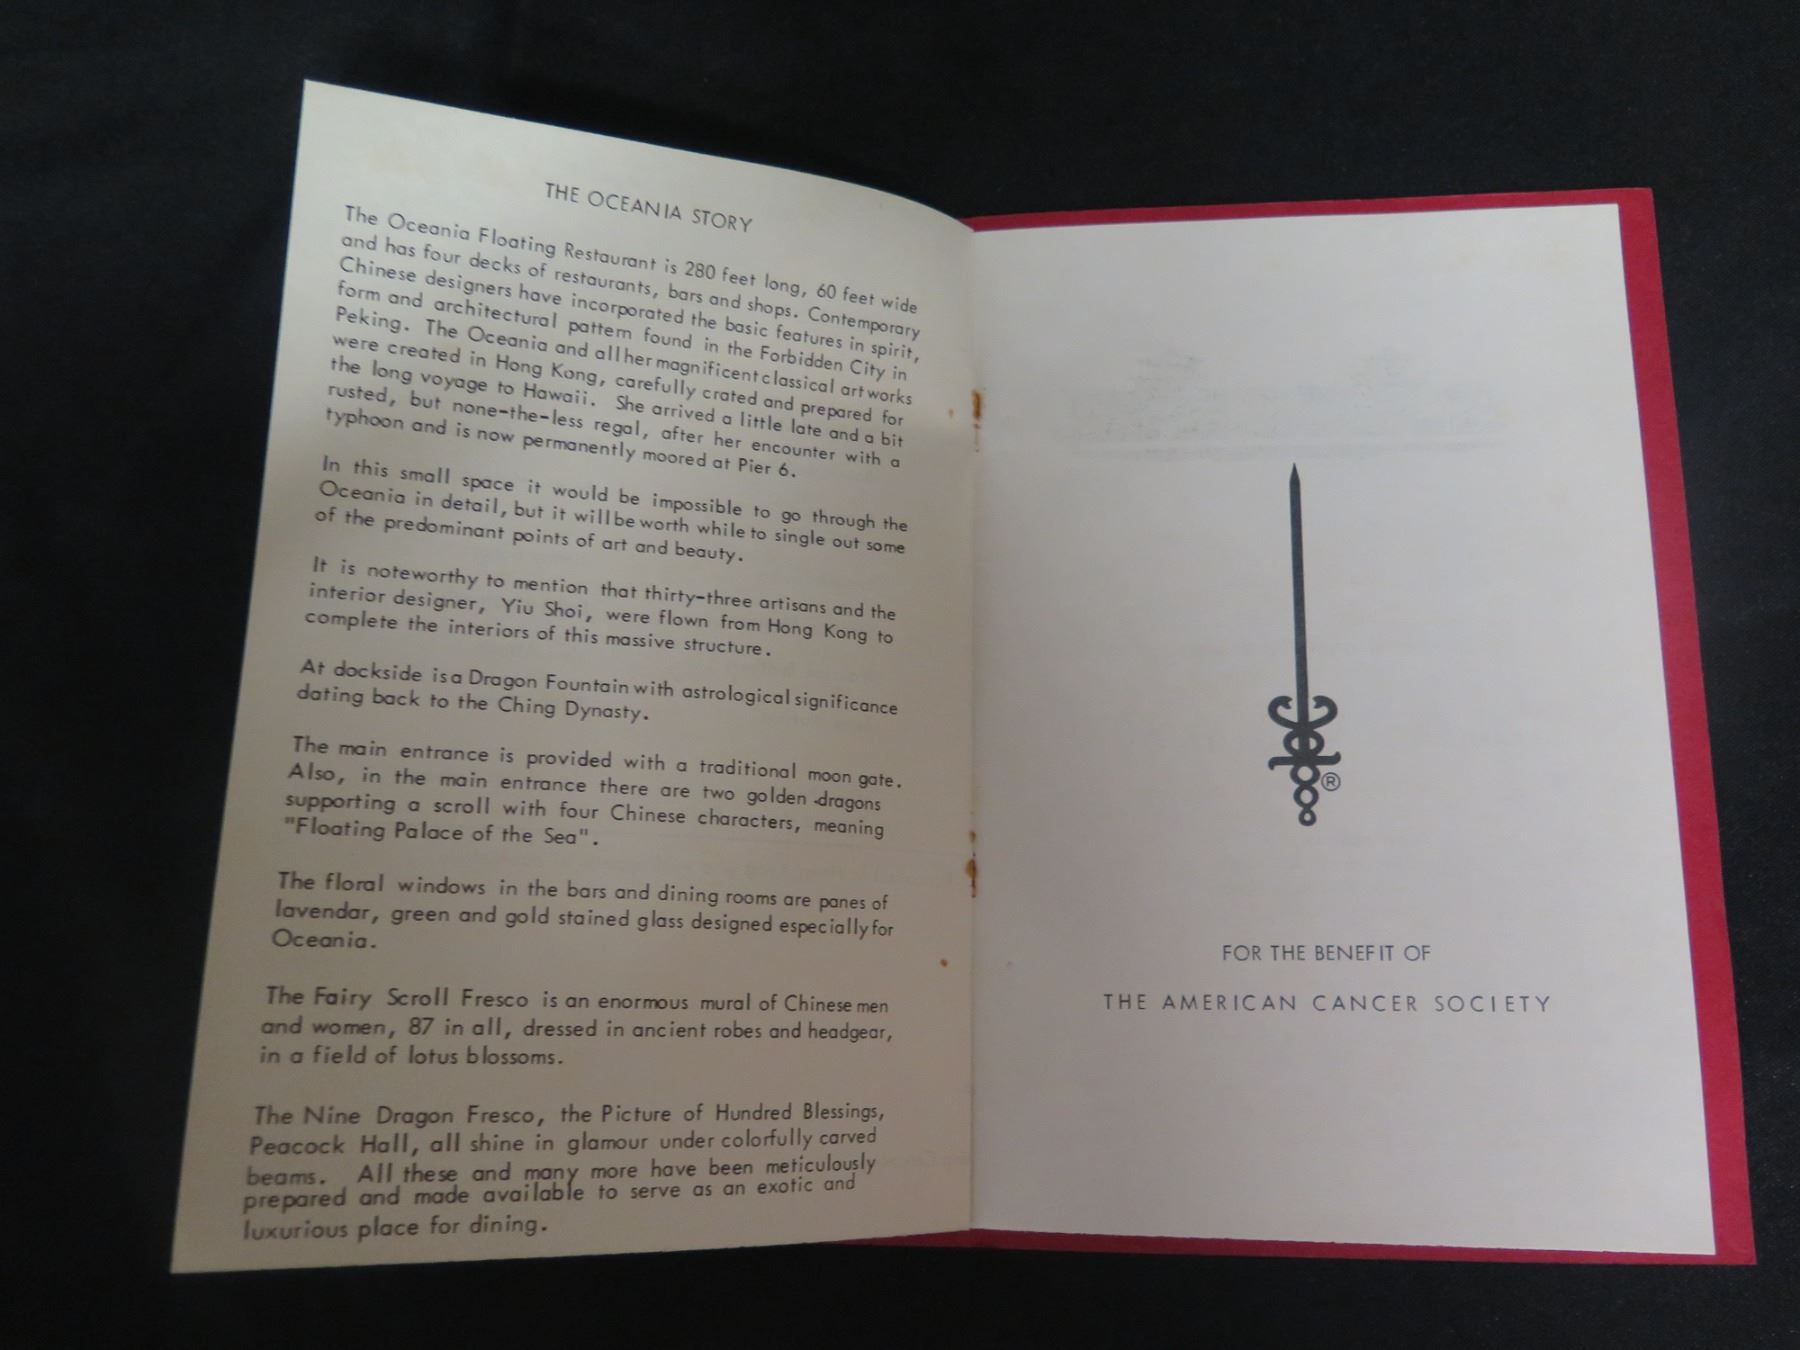 THE OCEANIA STORY
The Oceania Floating Restaurant is 280 feet long, 60 feet wide
and has four decks of restaurants, bars and shops. Contemporary
Chinese designers have incorporated the basic features in spirit,
form and architectural pattern found in the Forbidden City in
Peking. The Oceania and all her magnificent classical art works
were created in Hong Kong, carefully crated and prepared for
the long voyage to Hawaii. She arrived a little late and a bit
rusted, but none-the-less regal, after her encounter with a
typhoon and is now permanently moored at Pier 6.
In this small space it would be impossible to go through the
Oceania in detail, but it will be worth while to single out some
of the predominant points of art and beauty.
It is noteworthy to mention that thirty-three artisans and the
interior designer, Yiu Shoi, were flown from Hong Kong to
complete the interiors of this massive structure.
At dockside is a Dragon Fountain with astrological significance
dating back to the Ching Dynasty.
The main entrance is provided with a traditional moon gate.
Also, in the main entrance there are two golden dragons
supporting a scroll with four Chinese characters, meaning
"Floating Palace of the Sea".
The floral windows in the bars and dining rooms are panes of
lavendar, green and gold stained glass designed especially for
Oceania.
The Fairy Scroll Fresco is an enormous mural of Chinese men
and women, 87 in all, dressed in ancient robes and headgear,
in a field of lotus blossoms.
The Nine Dragon Fresco, the Picture of Hundred Blessings,
Peacock Hall, all shine in glamour under colorfully carved
beams. All these and many more have been meticulously
prepared and made available to serve as an exotic and
luxurious place for dining.
®
FOR THE BENEFIT OF
THE AMERICAN CANCER SOCIETY